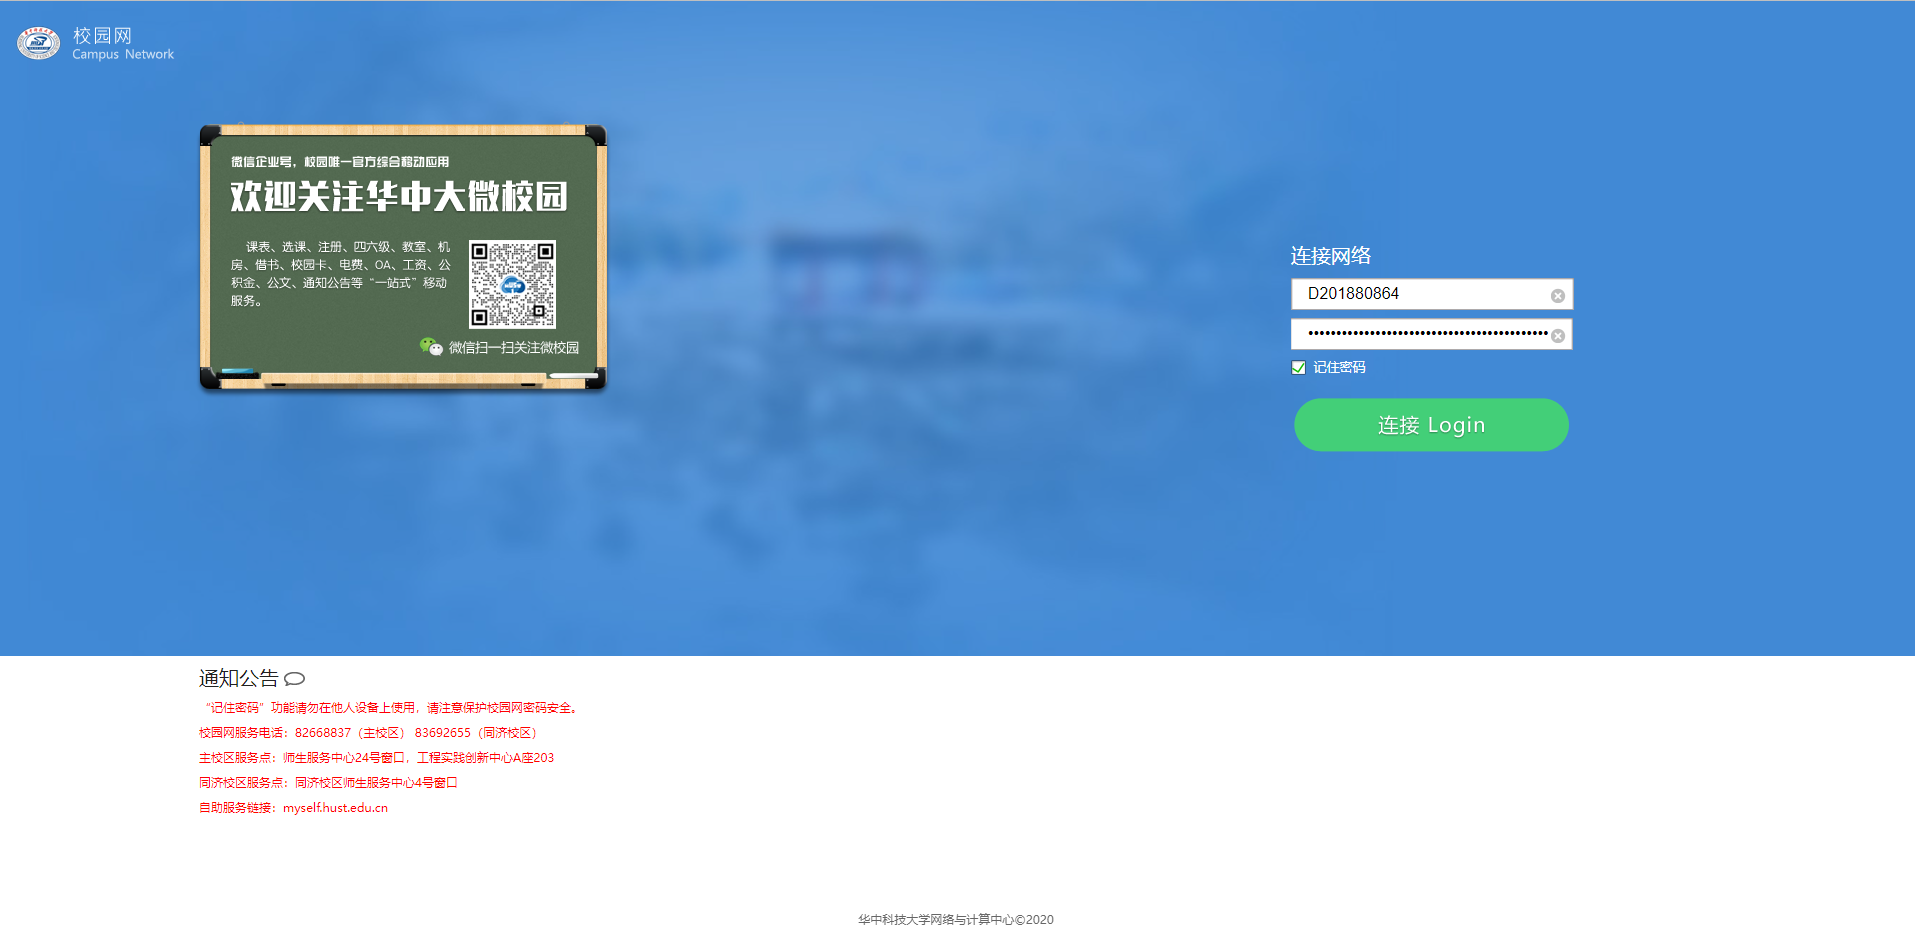 校园网
Campus Network
微信企业号，校园唯一官方综合移动应用
欢迎关注华中大微校园
课表、选课、注册、四六级、教室、机
房、借书、校园卡、电费、OA、工资、公
积金、公文、通知公告等“一站式”移动
服务。
微信扫一扫关注微校园
连接网络
D201880864
记住密码
连接 Login
通知公告
“记住密码”功能请勿在他人设备上使用，请注意保护校园网密码安全。
校园网服务电话：82668837（主校区） 83692655（同济校区）
主校区服务点：师生服务中心24号窗口，工程实践创新中心A座203
同济校区服务点：同济校区师生服务中心4号窗口
自助服务链接：myself.hust.edu.cn
华中科技大学网络与计算中心©2020